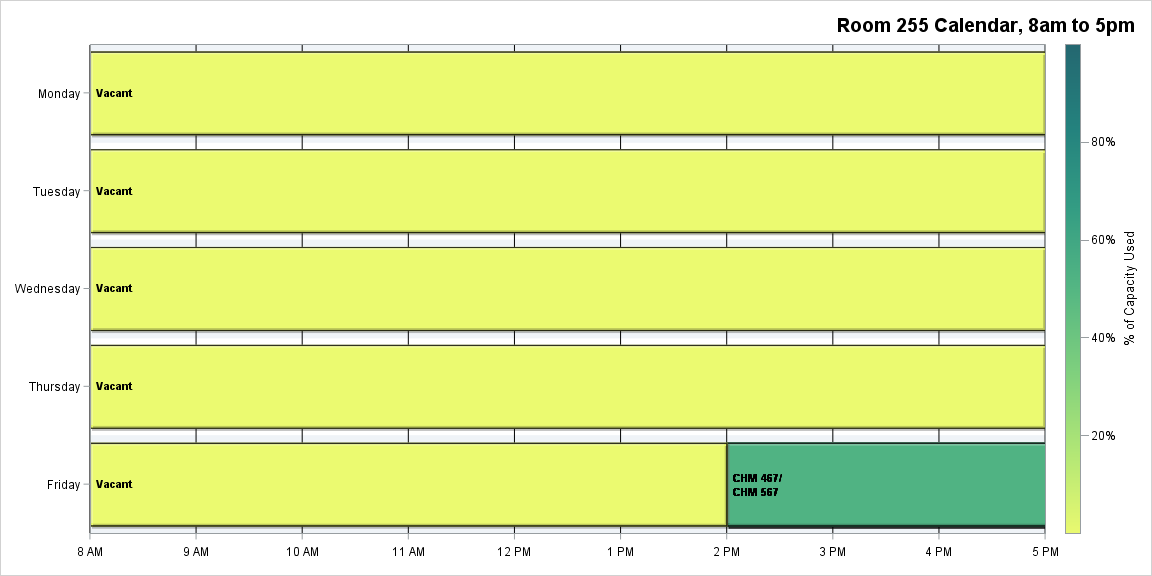 Room 255 Calendar, 8am to 5pm
Monday
Vacant
Tuesday
Vacant
Wednesday
Vacant
Thursday
Vacant
Friday
Vacant
CHM 467/
CHM 567
8 AM
9 AM
10 AM
11 AM
12 PM
1 PM
2 PM
3 PM
4 PM
5 PM
80%
60%
40%
20%
% of Capacity Used